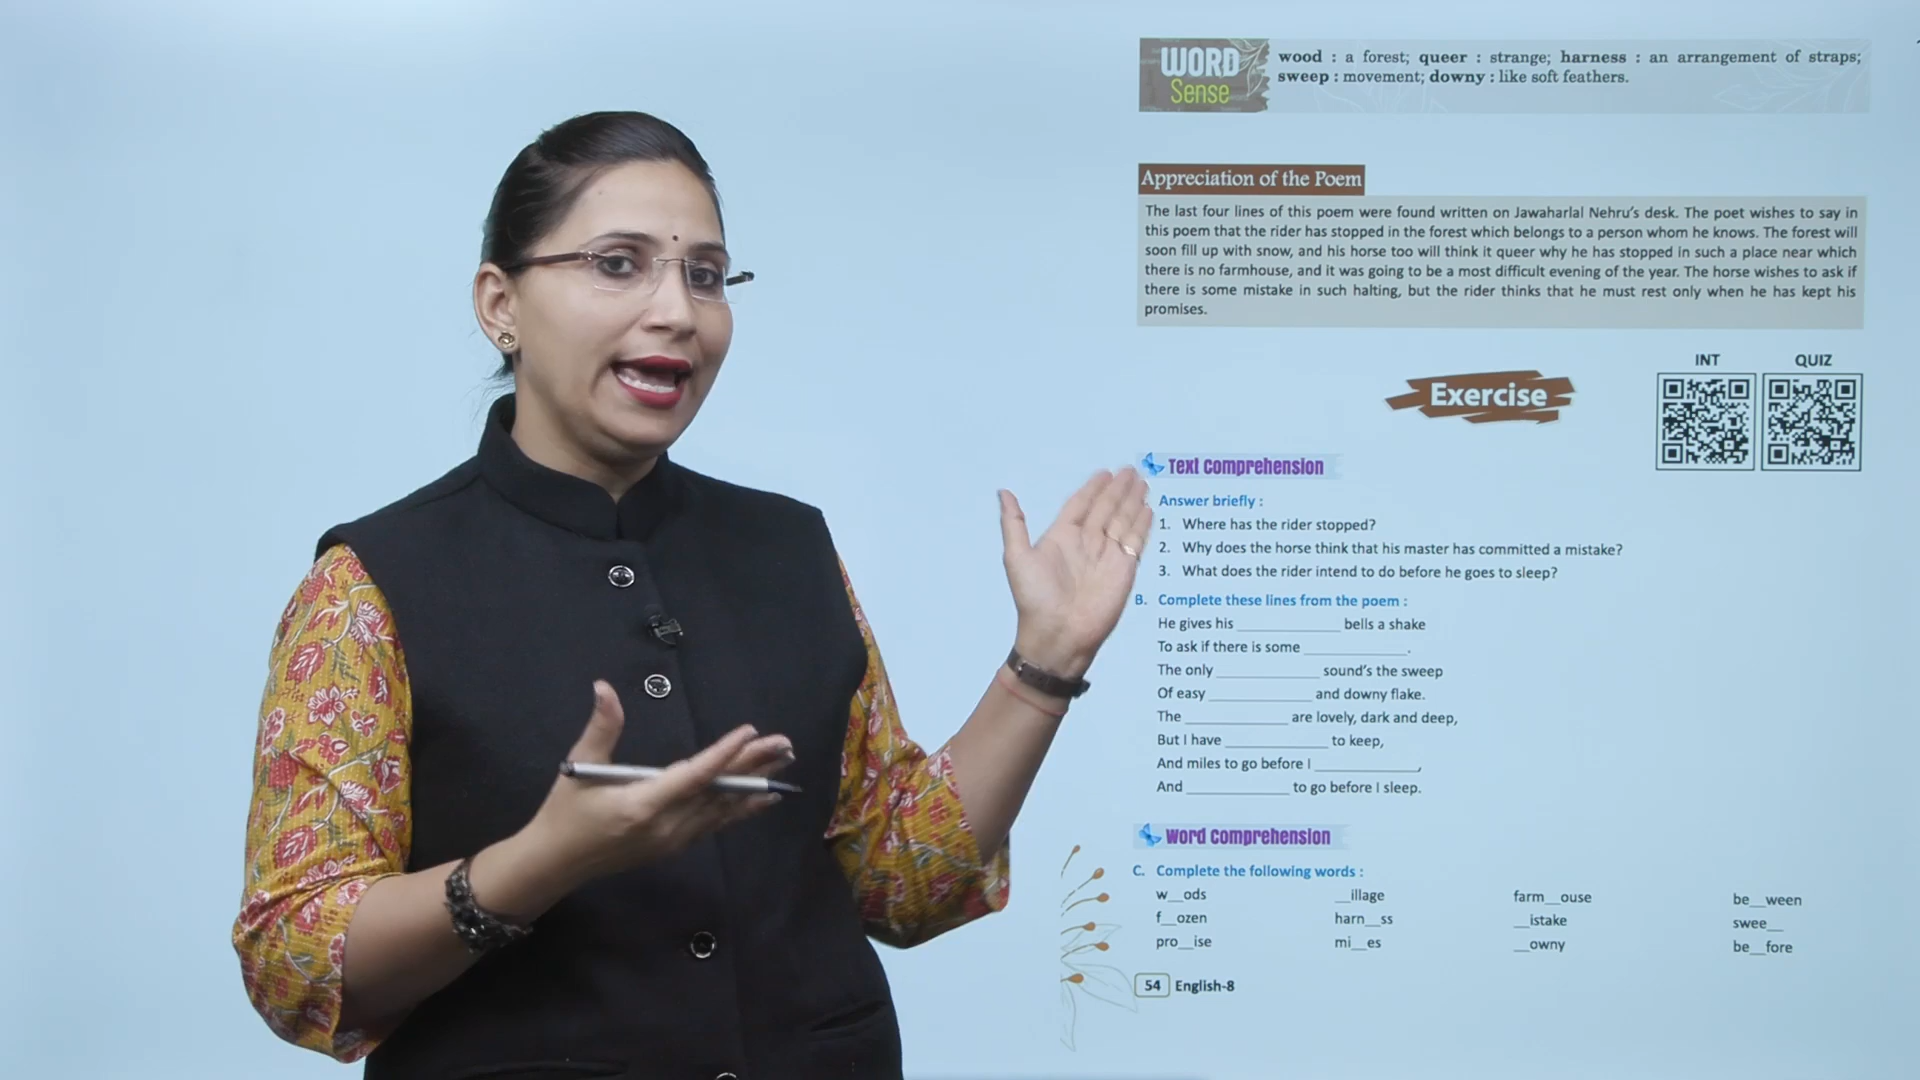 WORD
Sense
wood : a forest; queer : strange; harness : an arrangement of straps;
sweep : movement; downy : like soft feathers.
Appreciation of the Poem
The last four lines of this poem were found written on Jawaharlal Nehru's desk. The poet wishes to say in
this poem that the rider has stopped in the forest which belongs to a person whom he knows. The forest will
soon fill up with snow, and his horse too will think it queer why he has stopped in such a place near which
there is no farmhouse, and it was going to be a most difficult evening of the year. The horse wishes to ask if
there is some mistake in such halting, but the rider thinks that he must rest only when he has kept his
promises.
INT QUIZ
Exercise
Text Comprehension
Answer briefly :
1. Where has the rider stopped?
2. Why does the horse think that his master has committed a mistake?
3. What does the rider intend to do before he goes to sleep?
B. Complete these lines from the poem :
He gives his ____________ bells a shake
To ask if there is some ____________.
The only ____________ sound's the sweep
Of easy ____________ and downy flake.
The ____________ are lovely, dark and deep,
But I have ____________ to keep,
And miles to go before I ____________,
And ____________ to go before I sleep.
Word Comprehension
C. Complete the following words :
w__ods __illage farm__ouse be__ween
f__ozen harn__ss __istake swee__
pro__ise mi__es __owny be__fore
54 English-8